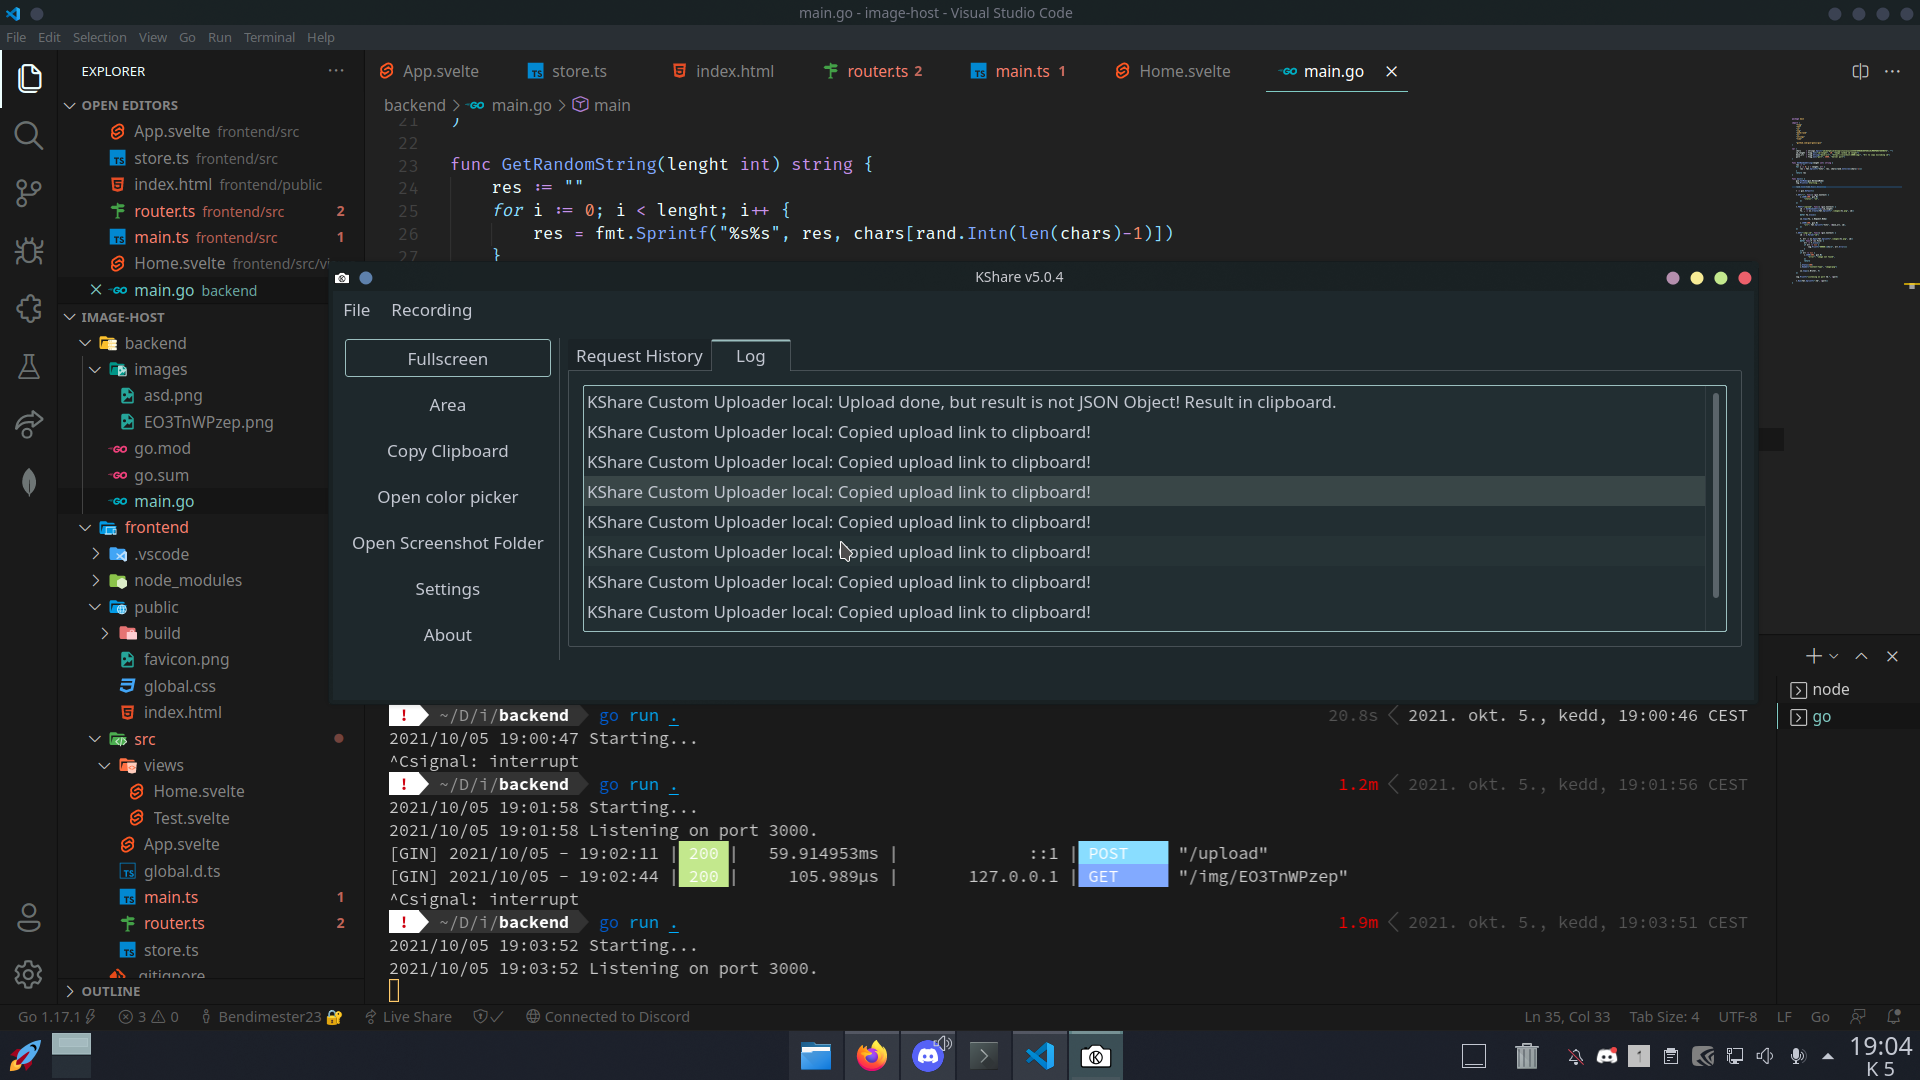 main.go - image-host - Visual Studio Code
File Edit Selection View Go Run Terminal Help
EXPLORER
OPEN EDITORS
App.svelte frontend/src
store.ts frontend/src
index.html frontend/public
router.ts frontend/src 2
main.ts frontend/src 1
Home.svelte frontend/src/vi
main.go backend
IMAGE-HOST
backend
images
asd.png
EO3TnWPzep.png
go.mod
go.sum
main.go
frontend
.vscode
node_modules
public
build
favicon.png
global.css
index.html
src
views
Home.svelte
Test.svelte
App.svelte
global.d.ts
main.ts 1
router.ts 2
store.ts
.gitignore
OUTLINE
App.svelte store.ts index.html router.ts 2 main.ts 1 Home.svelte main.go
backend > main.go > main
21 )
22
23 func GetRandomString(lenght int) string {
24 res := ""
25 for i := 0; i < lenght; i++ {
26 res = fmt.Sprintf("%s%s", res, chars[rand.Intn(len(chars)-1)])
27 }
KShare v5.0.4
File Recording
Fullscreen
Area
Copy Clipboard
Open color picker
Open Screenshot Folder
Settings
About
Request History Log
KShare Custom Uploader local: Upload done, but result is not JSON Object! Result in clipboard.
KShare Custom Uploader local: Copied upload link to clipboard!
KShare Custom Uploader local: Copied upload link to clipboard!
KShare Custom Uploader local: Copied upload link to clipboard!
KShare Custom Uploader local: Copied upload link to clipboard!
KShare Custom Uploader local: Copied upload link to clipboard!
KShare Custom Uploader local: Copied upload link to clipboard!
KShare Custom Uploader local: Copied upload link to clipboard!
node
go
! ~/D/i/backend go run . 20.8s 2021. okt. 5., kedd, 19:00:46 CEST
2021/10/05 19:00:47 Starting...
^Csignal: interrupt
! ~/D/i/backend go run . 1.2m 2021. okt. 5., kedd, 19:01:56 CEST
2021/10/05 19:01:58 Starting...
2021/10/05 19:01:58 Listening on port 3000.
[GIN] 2021/10/05 - 19:02:11 | 200 | 59.914953ms | ::1 | POST "/upload"
[GIN] 2021/10/05 - 19:02:44 | 200 | 105.989µs | 127.0.0.1 | GET "/img/EO3TnWPzep"
^Csignal: interrupt
! ~/D/i/backend go run . 1.9m 2021. okt. 5., kedd, 19:03:51 CEST
2021/10/05 19:03:52 Starting...
2021/10/05 19:03:52 Listening on port 3000.
Go 1.17.1 3 0 Bendimester23 Live Share Connected to Discord Ln 35, Col 33 Tab Size: 4 UTF-8 LF Go
1
19:04
K 5